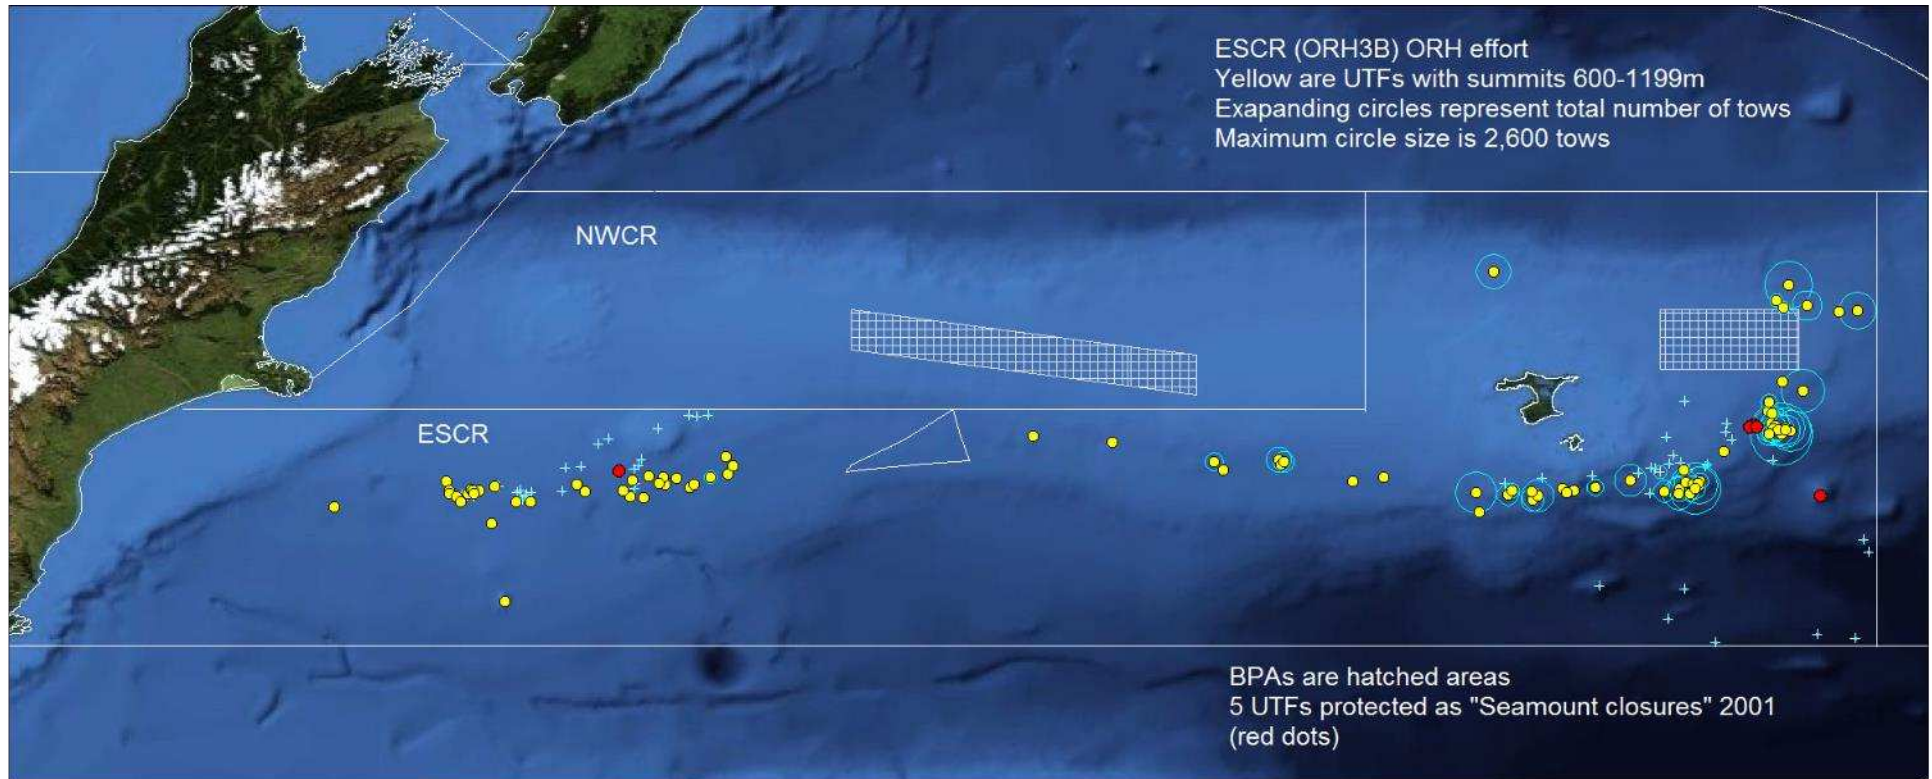 ESCR (ORH3B) ORH effort
Yellow are UTFs with summits 600-1199m
Exapanding circles represent total number of tows
Maximum circle size is 2,600 tows
NWCR
ESCR
BPAs are hatched areas
5 UTFs protected as "Seamount closures" 2001
(red dots)